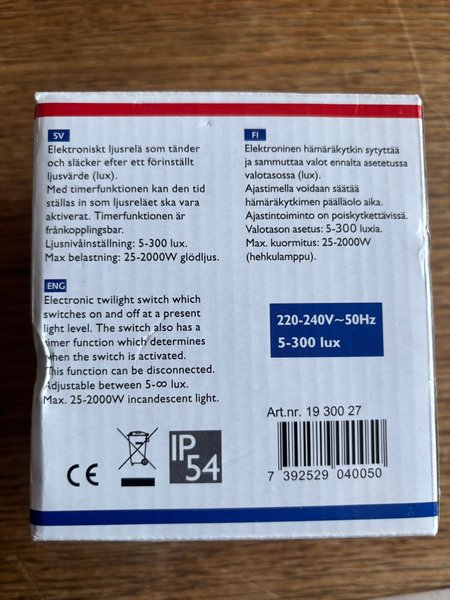 SV
Elektroniskt ljusrelä som tänder
och släcker efter ett förinställt
ljusvärde (lux).
Med timerfunktionen kan den tid
ställas in som ljusreläet ska vara
aktiverat. Timerfunktionen är
frånkopplingsbar.
Ljusnivåinställning: 5-300 lux.
Max belastning: 25-2000W glödljus.
ENG
Electronic twilight switch which
switches on and off at a present
light level. The switch also has a
timer function which determines
when the switch is activated.
This function can be disconnected.
Adjustable between 5-∞ lux.
Max. 25-2000W incandescent light.
FI
Elektroninen hämäräkytkin sytyttää
ja sammuttaa valot ennalta asetetussa
valotasossa (lux).
Ajastimella voidaan säätää
hämäräkytkimen päälläolo aika.
Ajastintoiminto on poiskytkettävissä.
Valotason asetus: 5-300 luxia.
Max. kuormitus: 25-2000W
(hehkulamppu).
220-240V~50Hz
5-300 lux
Art.nr. 19 300 27
7 392529 040050
CE
IP
54